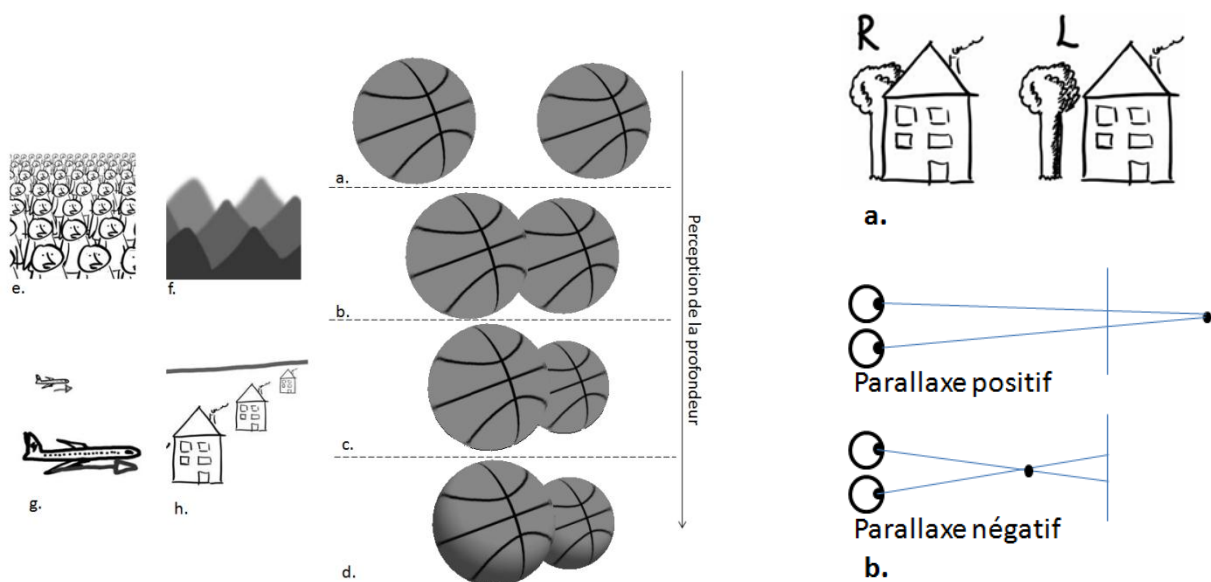 e.
f.
g.
h.
a.
b.
c.
d.
Perception de la profondeur
R
L
a.
Parallaxe positif
Parallaxe négatif
b.